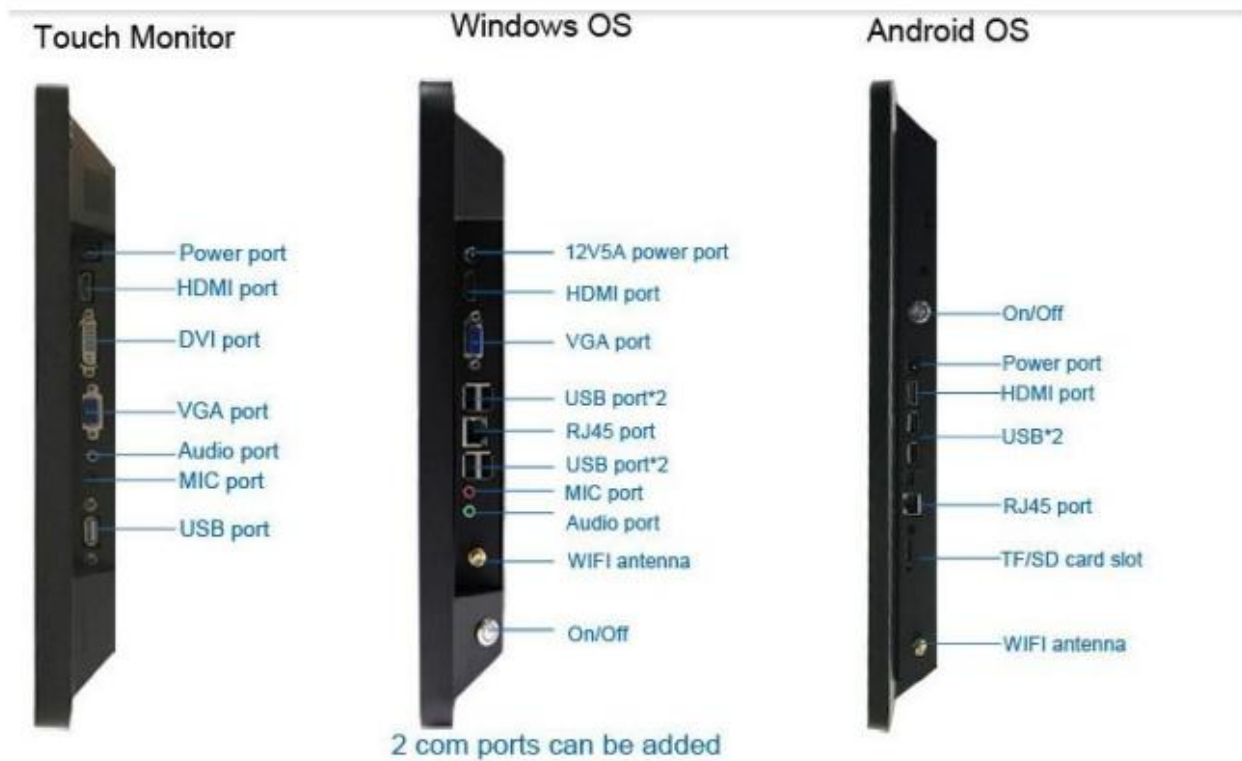 Touch Monitor
Power port
HDMI port
DVI port
VGA port
Audio port
MIC port
USB port
Windows OS
12V5A power port
HDMI port
VGA port
USB port*2
RJ45 port
USB port*2
MIC port
Audio port
WIFI antenna
On/Off
2 com ports can be added
Android OS
On/Off
Power port
HDMI port
USB*2
RJ45 port
TF/SD card slot
WIFI antenna